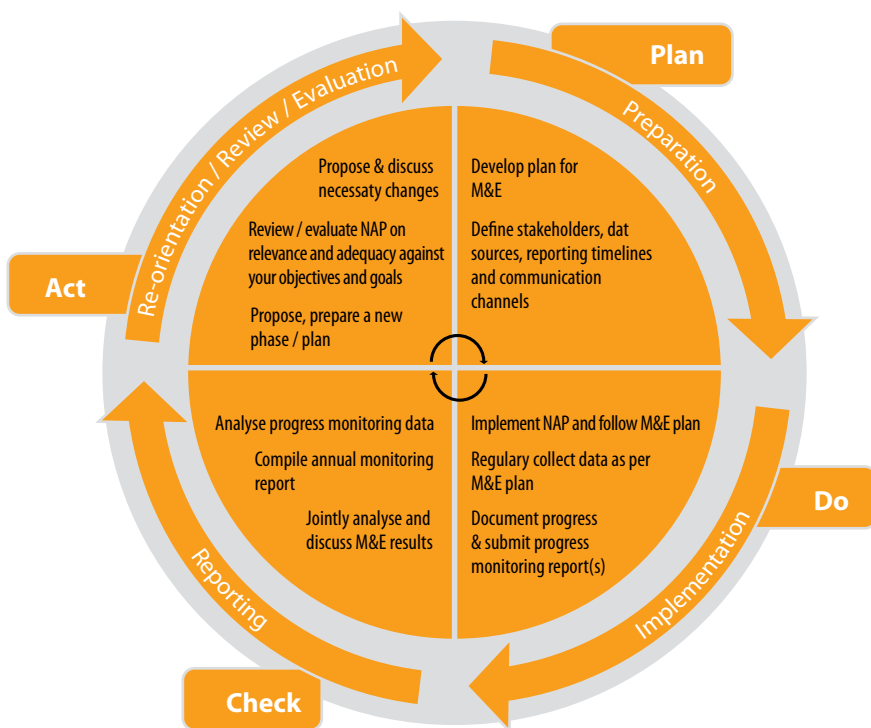 Plan
Preparation
Develop plan for
M&E
Define stakeholders, dat
sources, reporting timelines
and communication
channels
Do
Implementation
Implement NAP and follow M&E plan
Regulary collect data as per
M&E plan
Document progress
& submit progress
monitoring report(s)
Check
Reporting
Analyse progress monitoring data
Compile annual monitoring
report
Jointly analyse and
discuss M&E results
Act
Re-orientation / Review / Evaluation
Propose & discuss
necessaty changes
Review / evaluate NAP on
relevance and adequacy against
your objectives and goals
Propose, prepare a new
phase / plan